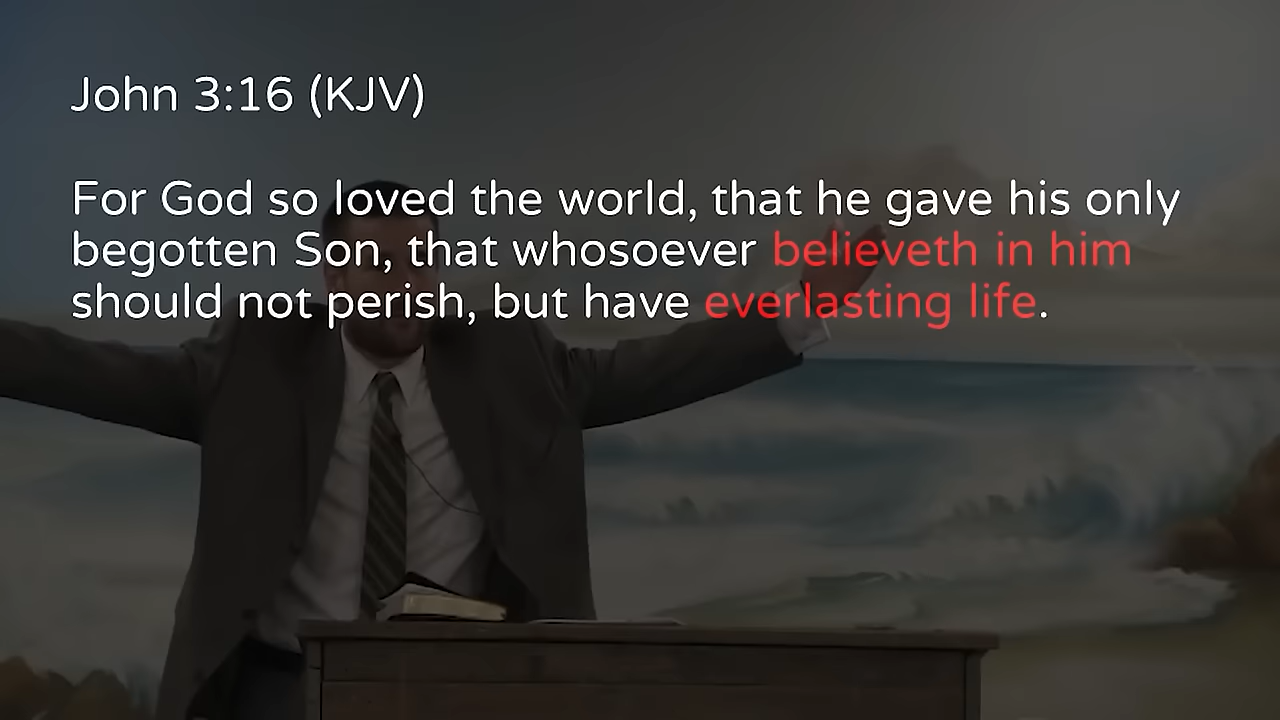 John 3:16 (KJV)
For God so loved the world, that he gave his only
begotten Son, that whosoever believeth in him
should not perish, but have everlasting life.